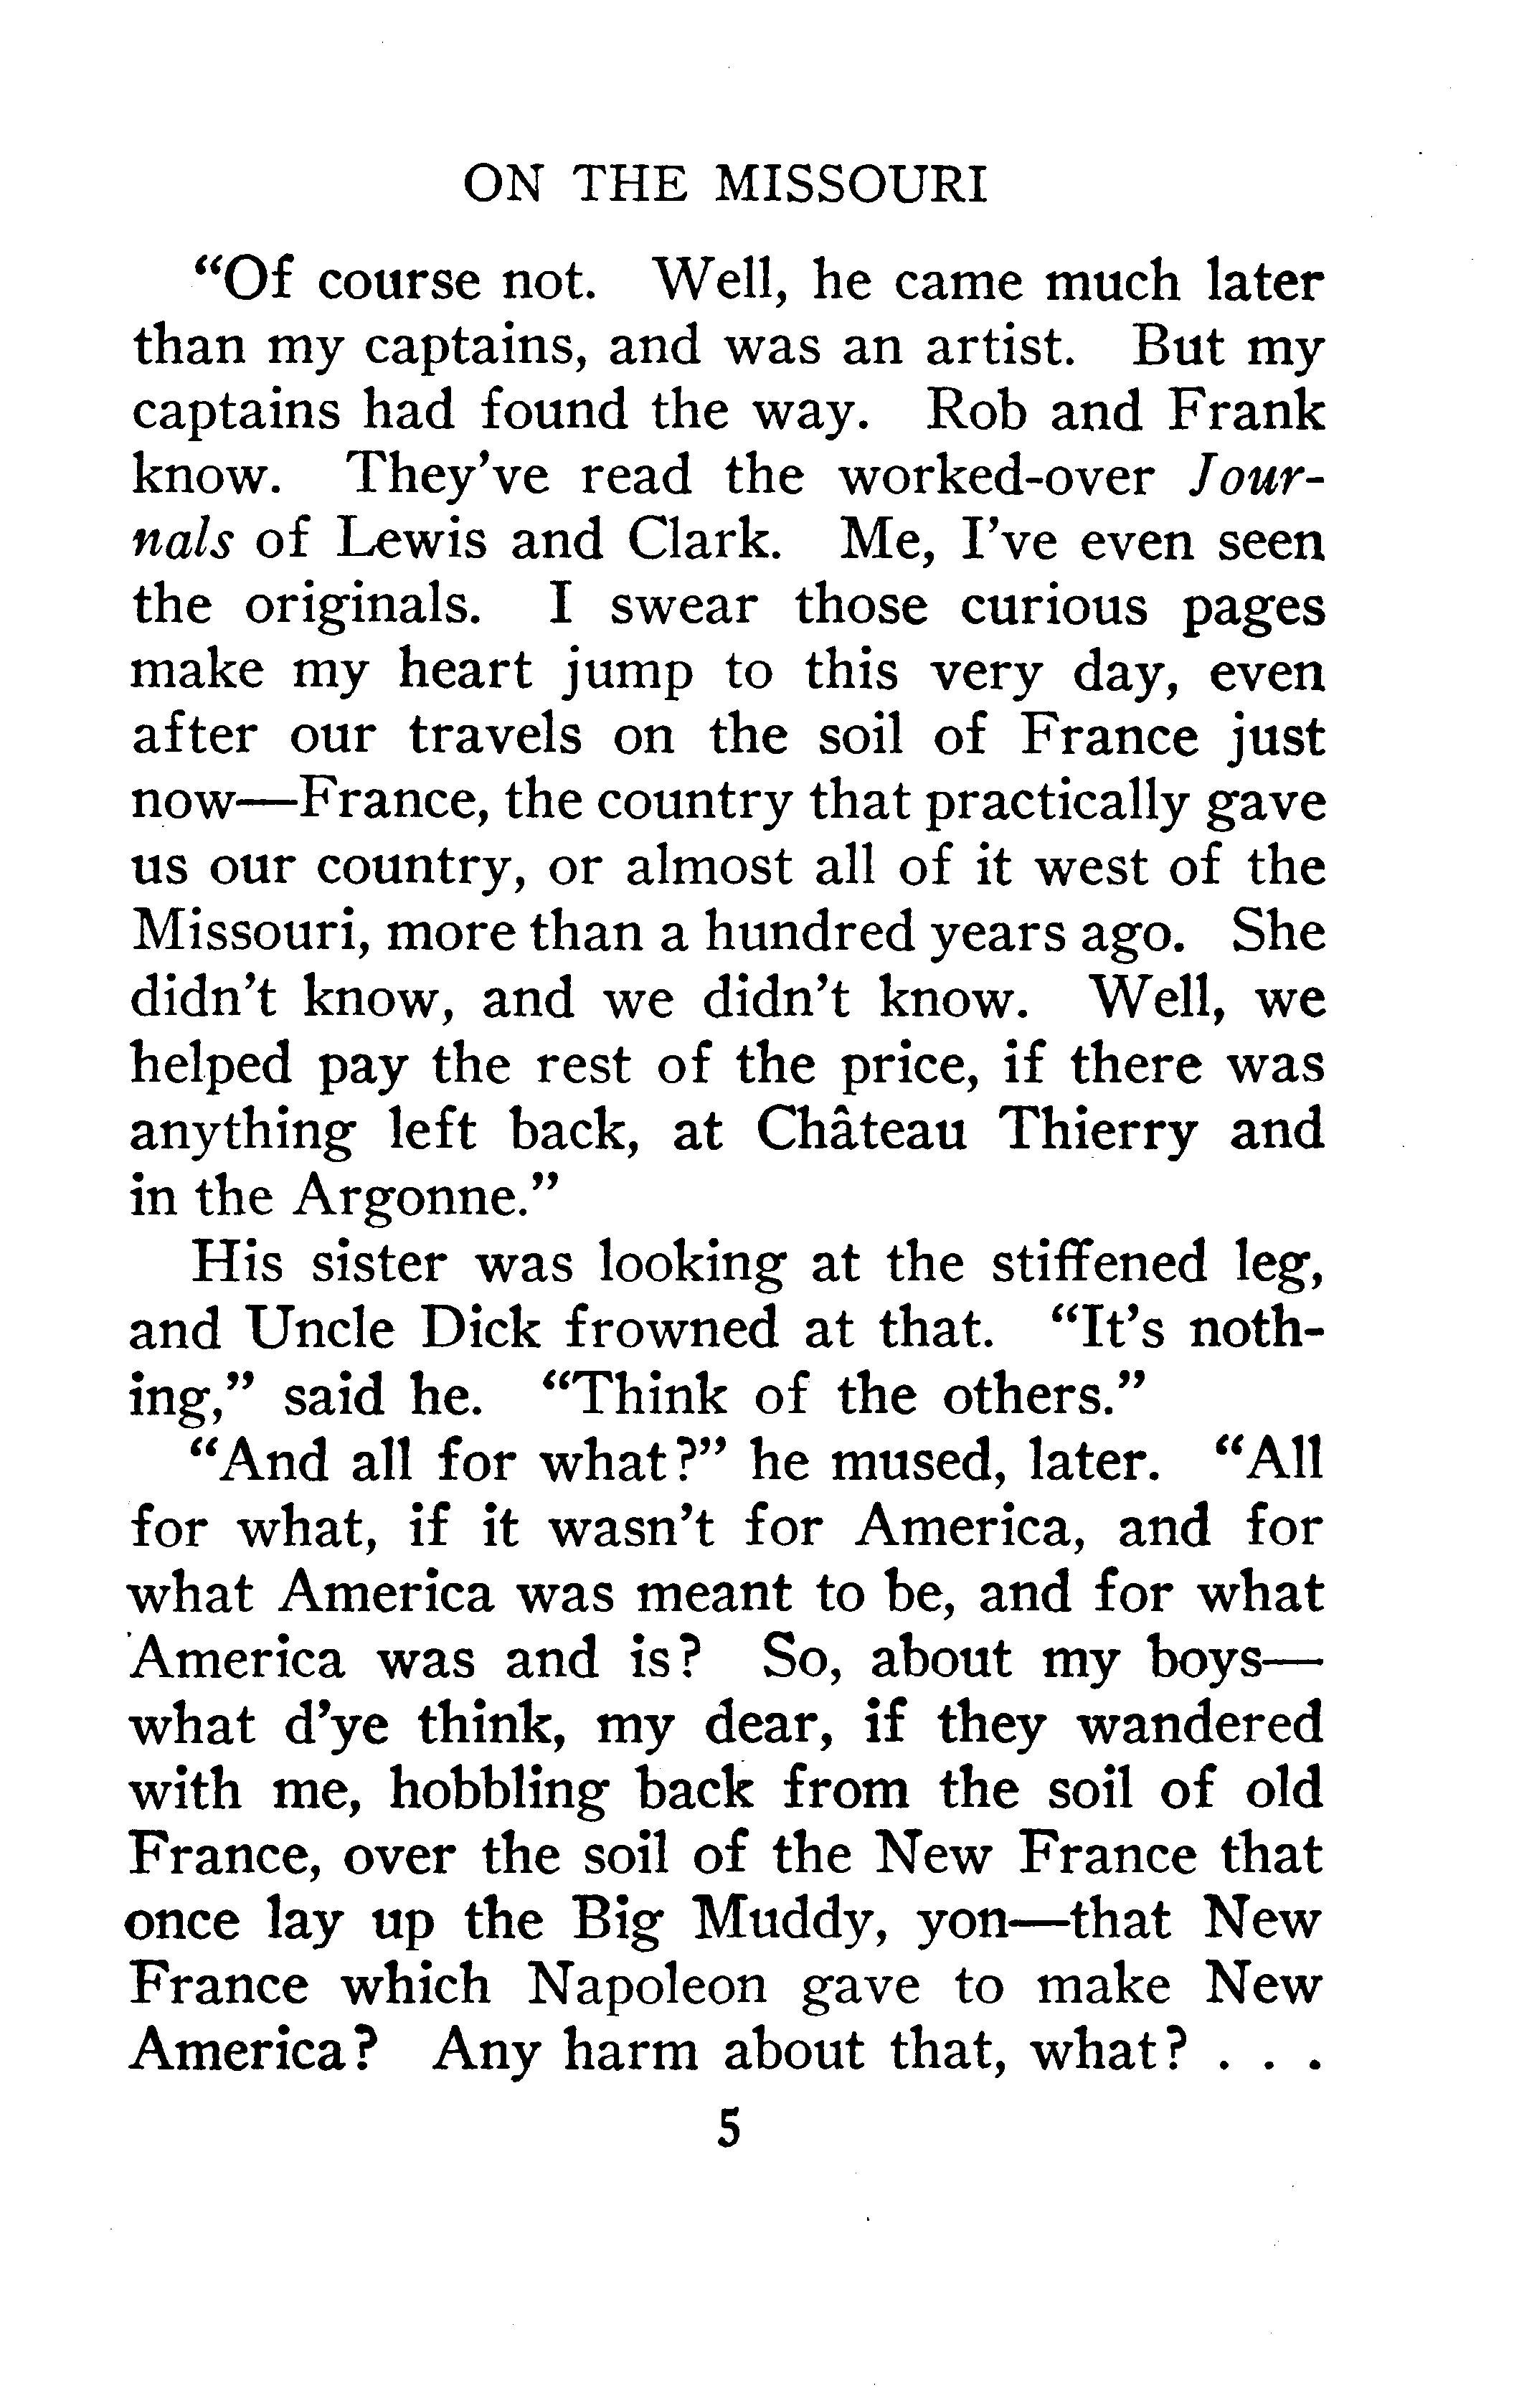 ON THE MISSOURI
“Of course not. Well, he came much later
than my captains, and was an artist. But my
captains had found the way. Rob and Frank
know. They’ve read the worked-over Jour-
nals of Lewis and Clark. Me, I’ve even seen
the originals. I swear those curious pages
make my heart jump to this very day, even
after our travels on the soil of France just
now—France, the country that practically gave
us our country, or almost all of it west of the
Missouri, more than a hundred years ago. She
didn’t know, and we didn’t know. Well, we
helped pay the rest of the price, if there was
anything left back, at Château Thierry and
in the Argonne.”
His sister was looking at the stiffened leg,
and Uncle Dick frowned at that. “It’s noth-
ing,” said he. “Think of the others.”
“And all for what?” he mused, later. “All
for what, if it wasn’t for America, and for
what America was meant to be, and for what
America was and is? So, about my boys—
what d’ye think, my dear, if they wandered
with me, hobbling back from the soil of old
France, over the soil of the New France that
once lay up the Big Muddy, yon—that New
France which Napoleon gave to make New
America? Any harm about that, what? . . .
5